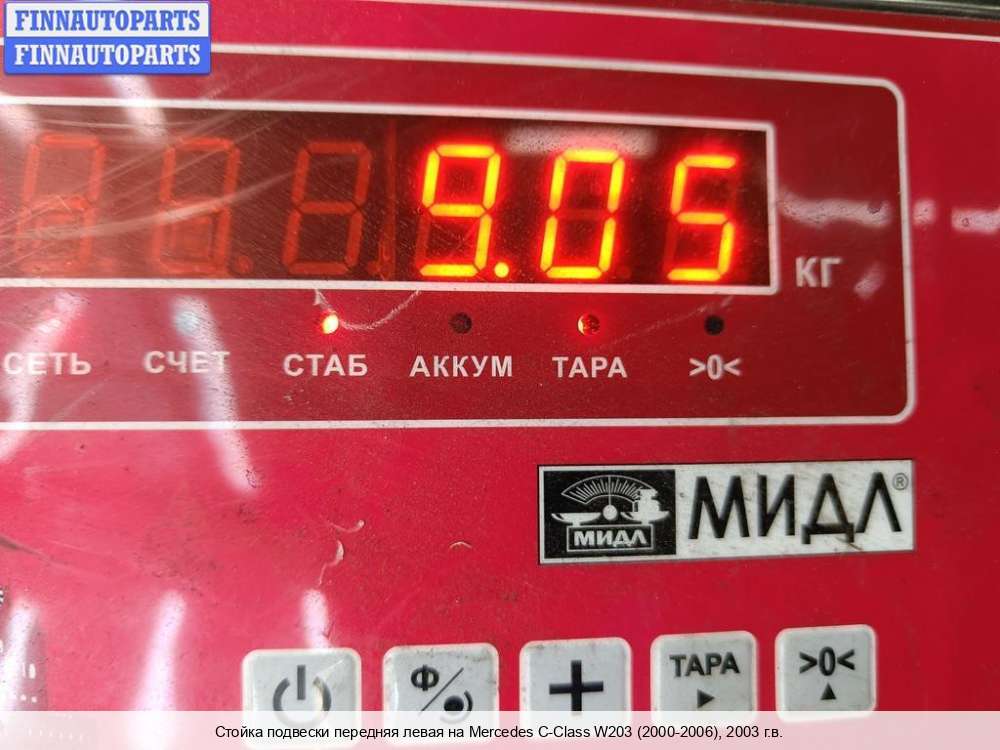 FINNAUTOPARTS
FINNAUTOPARTS
9.05
КГ
СЕТЬ СЧЕТ СТАБ АККУМ ТАРА >0<
МИДЛ МИДЛ®
Ф ТАРА >0<
Стойка подвески передняя левая на Mercedes C-Class W203 (2000-2006), 2003 г.в.